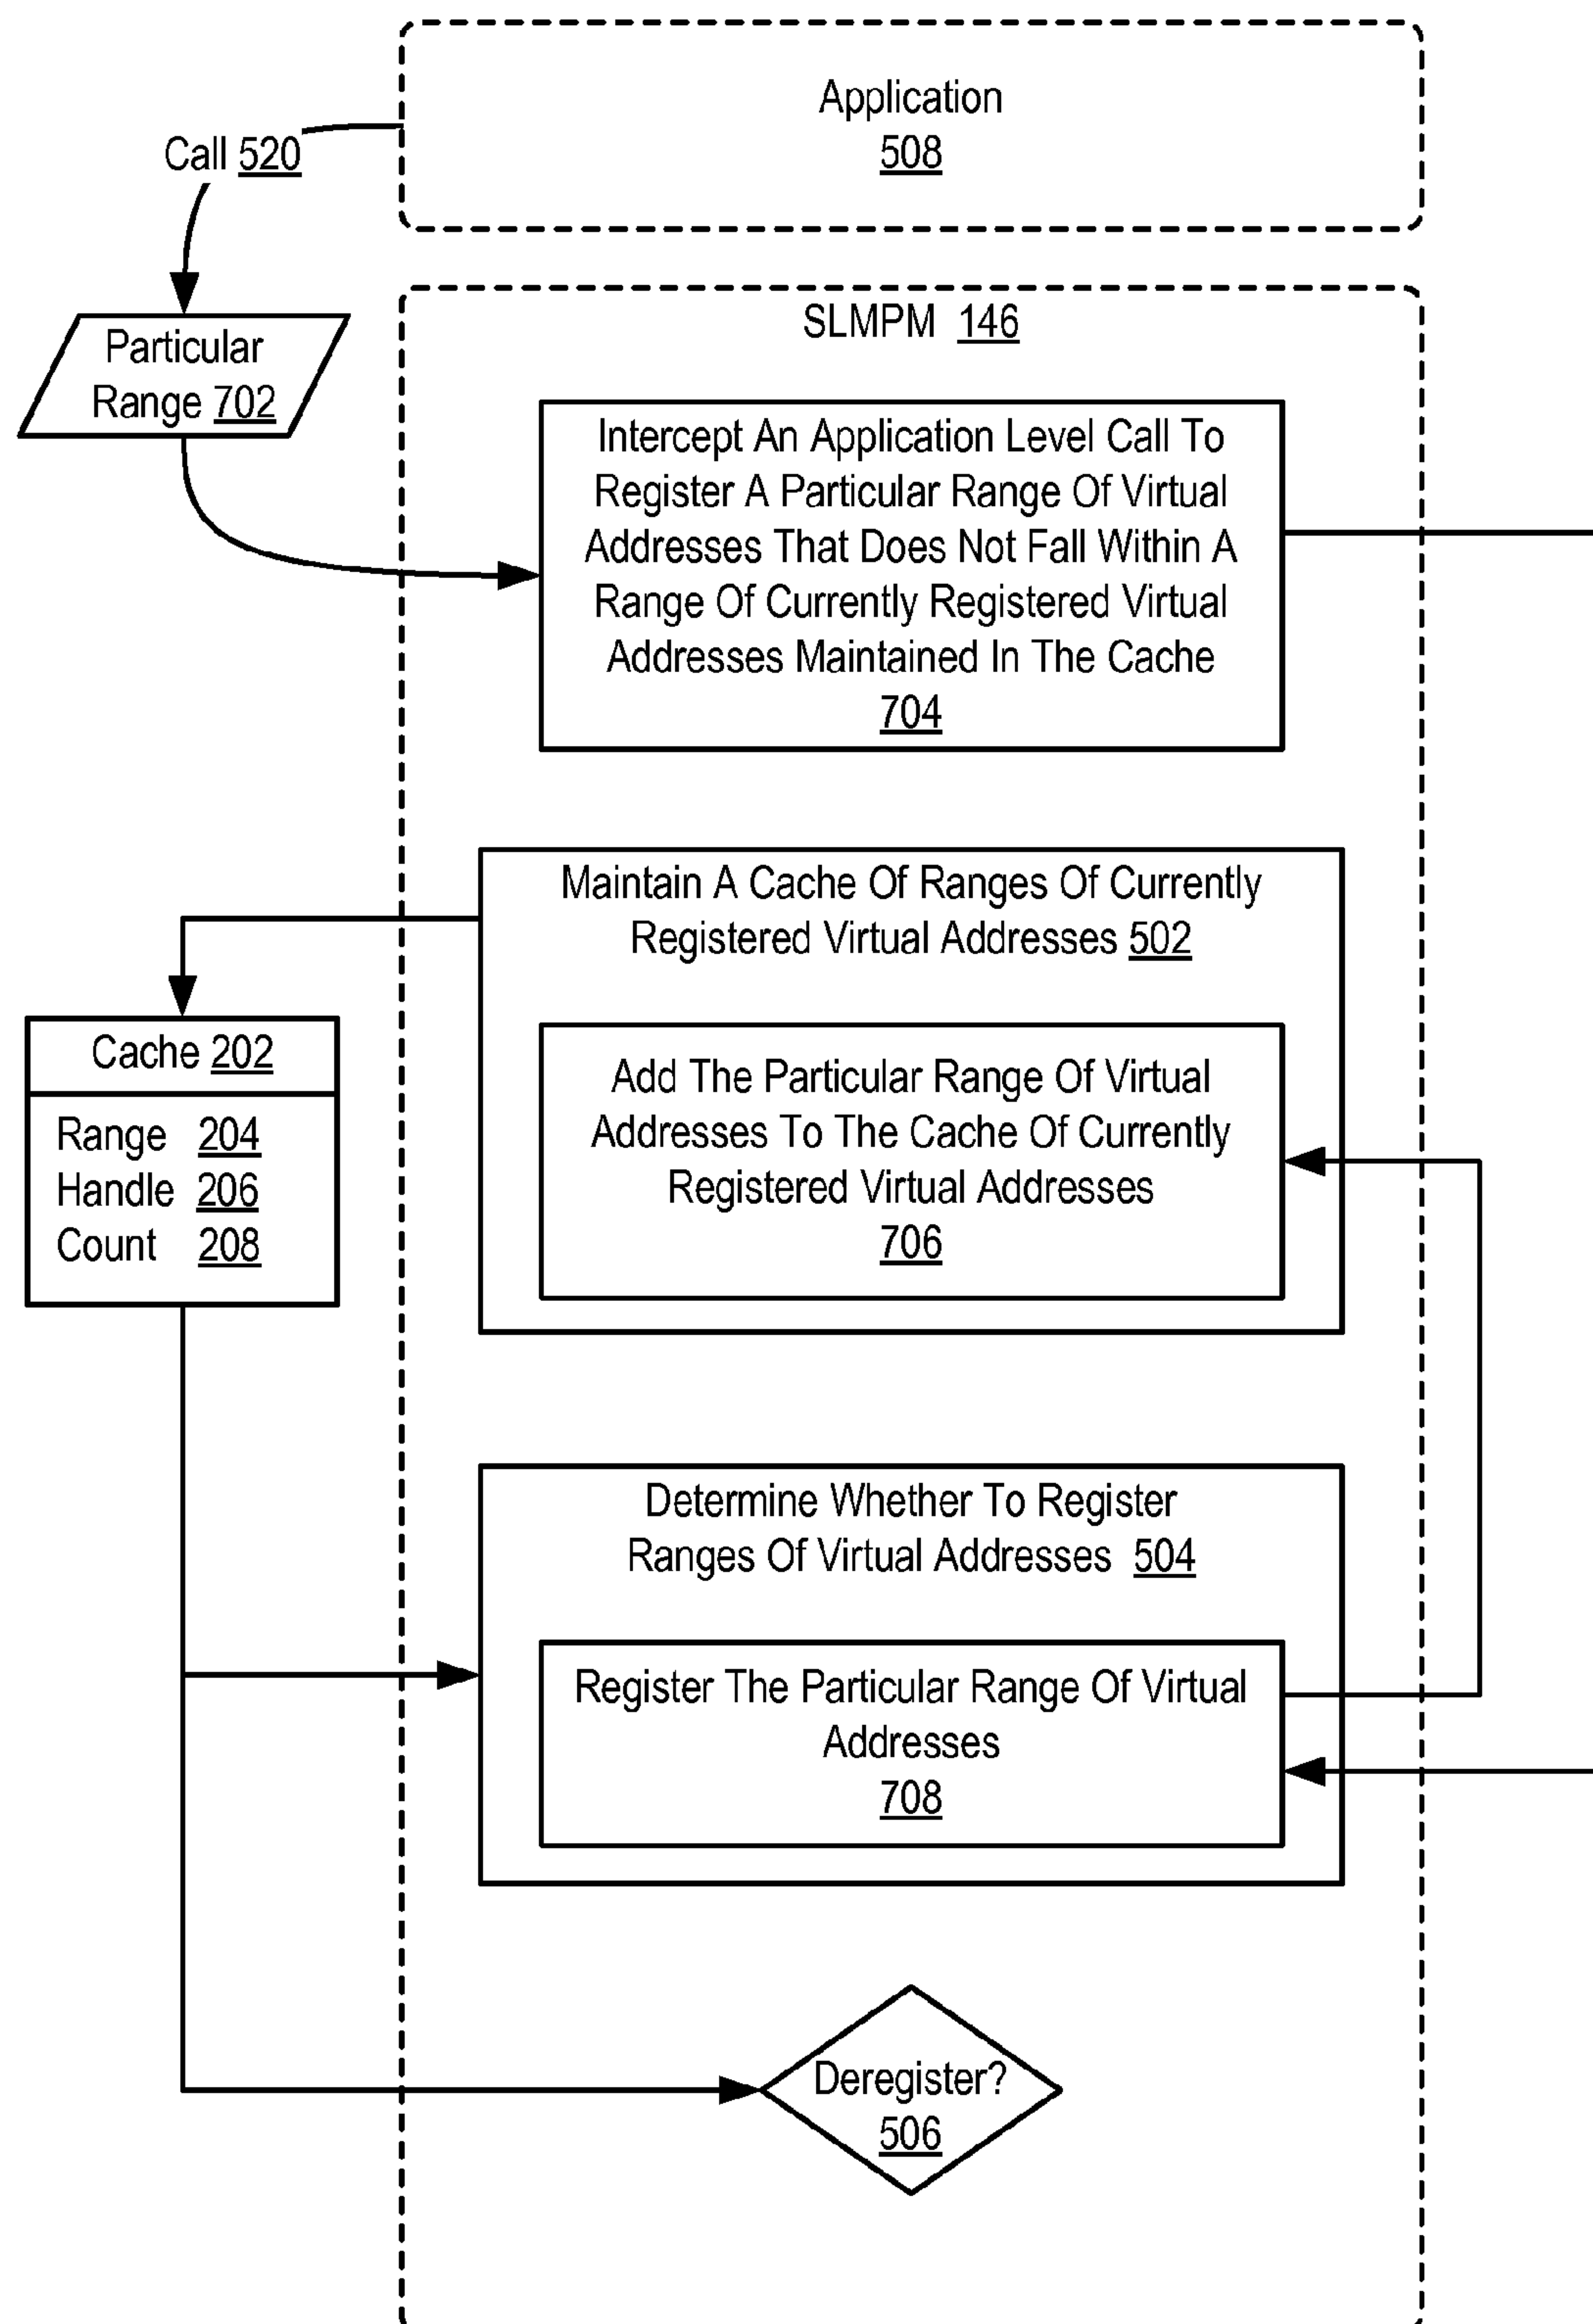 Application
508
Call 520
Particular
Range 702
SLMPM 146
Intercept An Application Level Call To
Register A Particular Range Of Virtual
Addresses That Does Not Fall Within A
Range Of Currently Registered Virtual
Addresses Maintained In The Cache
704
Maintain A Cache Of Ranges Of Currently
Registered Virtual Addresses 502
Cache 202
Range 204
Handle 206
Count 208
Add The Particular Range Of Virtual
Addresses To The Cache Of Currently
Registered Virtual Addresses
706
Determine Whether To Register
Ranges Of Virtual Addresses 504
Register The Particular Range Of Virtual
Addresses
708
Deregister?
506